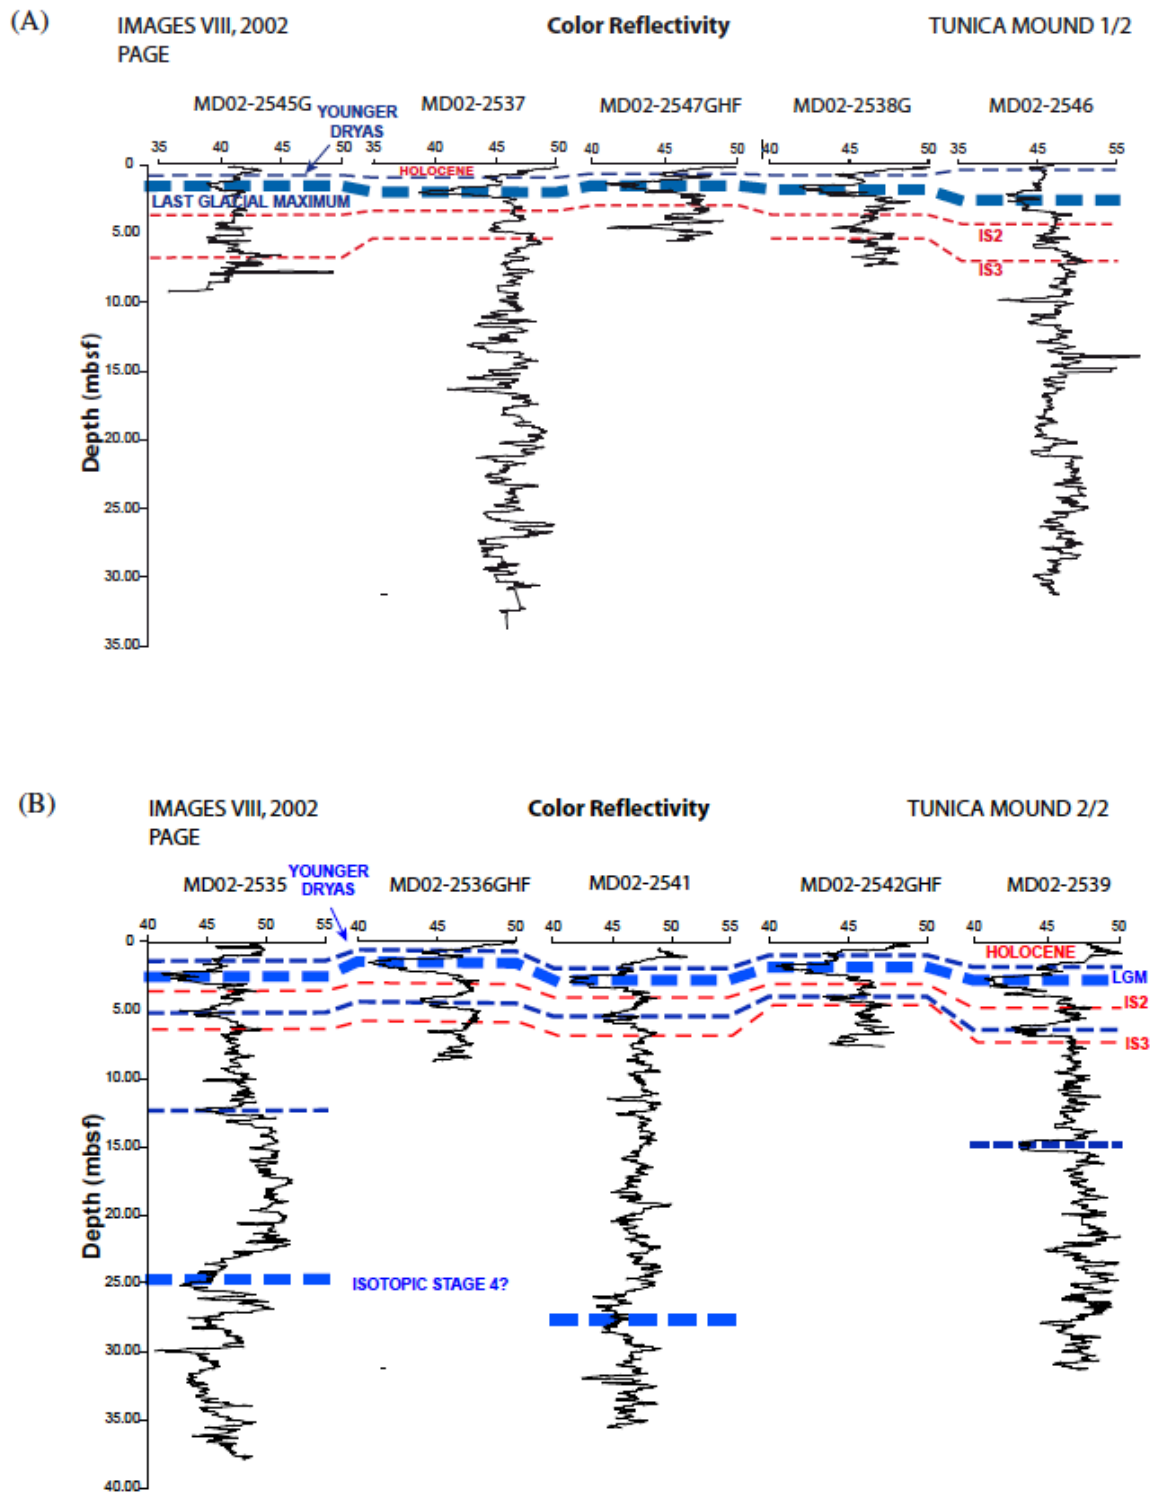 (A)
IMAGES VIII, 2002 Color Reflectivity TUNICA MOUND 1/2
PAGE
MD02-2545G MD02-2537 MD02-2547GHF MD02-2538G MD02-2546
YOUNGER
DRYAS
35 40 45 50 35 40 45 50 40 45 50 40 45 50 35 45 55
0
HOLOCENE
LAST GLACIAL MAXIMUM
5.00
IS2
IS3
10.00
15.00
20.00
25.00
30.00
35.00
Depth (mbsf)
(B)
IMAGES VIII, 2002 Color Reflectivity TUNICA MOUND 2/2
PAGE
MD02-2535 MD02-2536GHF MD02-2541 MD02-2542GHF MD02-2539
YOUNGER
DRYAS
40 45 50 55 40 45 50 40 45 50 55 40 45 50 40 45 50
0
HOLOCENE
LGM
IS2
5.00
IS3
10.00
15.00
20.00
25.00
ISOTOPIC STAGE 4?
30.00
35.00
40.00
Depth (mbsf)